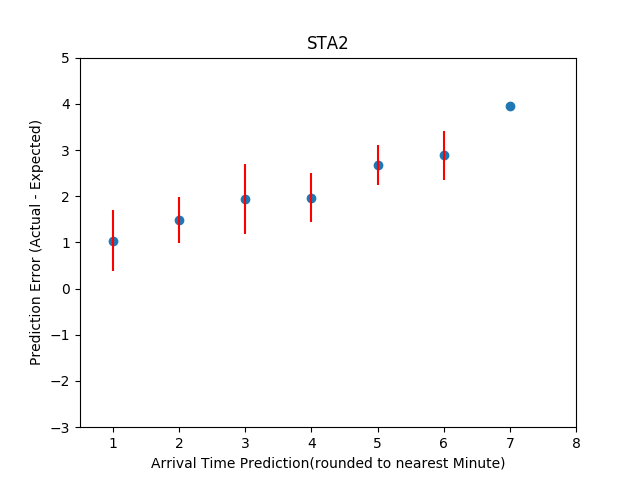 STA2
5
4
3
2
1
0
−1
−2
−3
Prediction Error (Actual - Expected)
1 2 3 4 5 6 7 8
Arrival Time Prediction(rounded to nearest Minute)